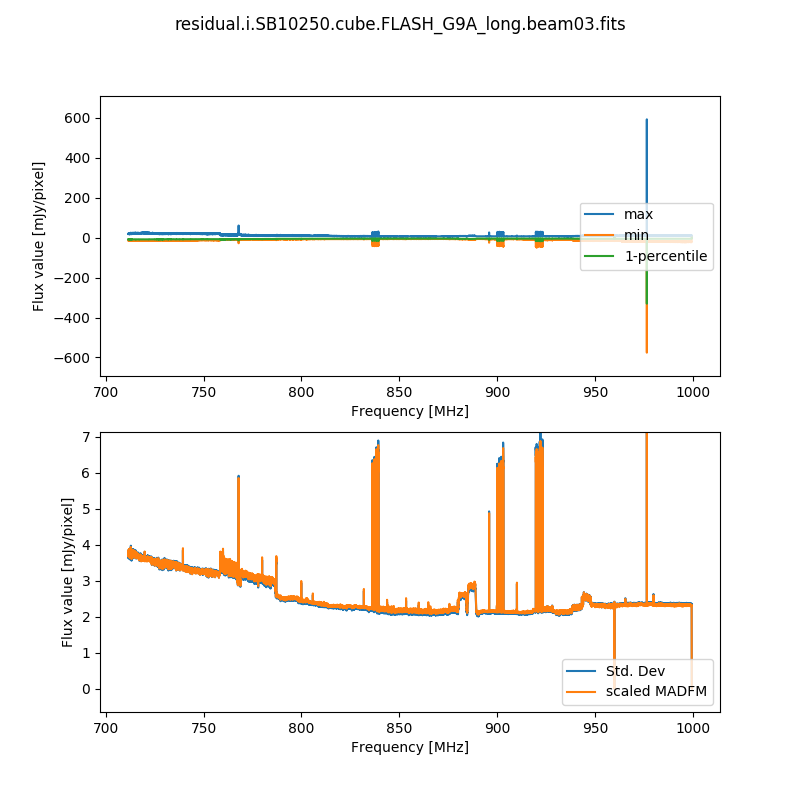 residual.i.SB10250.cube.FLASH_G9A_long.beam03.fits
600
400
200
0
−200
−400
−600
Flux value [mJy/pixel]
max
min
1-percentile
700 750 800 850 900 950 1000
Frequency [MHz]
7
6
5
4
3
2
1
0
Flux value [mJy/pixel]
Std. Dev
scaled MADFM
700 750 800 850 900 950 1000
Frequency [MHz]